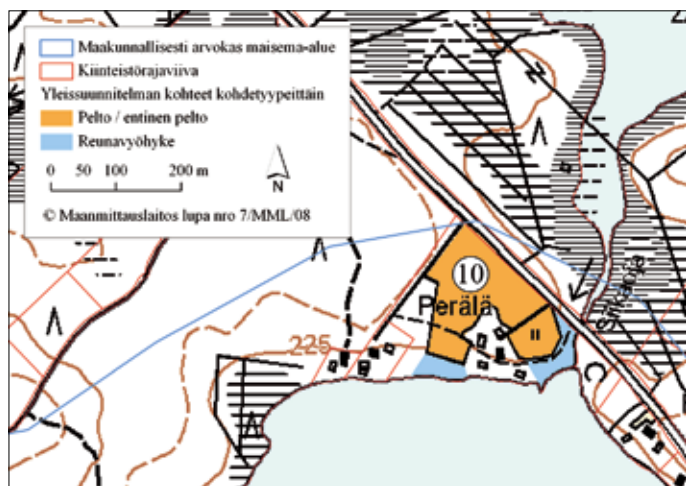 Maakunnallisesti arvokas maisema-alue
Kiinteistörajaviiva
Yleissuunnitelman kohteet kohdetyypeittäin
Pelto / entinen pelto
Reunavyöhyke
0 50 100 200 m
N
© Maanmittauslaitos lupa nro 7/MML/08
10
Perälä
225